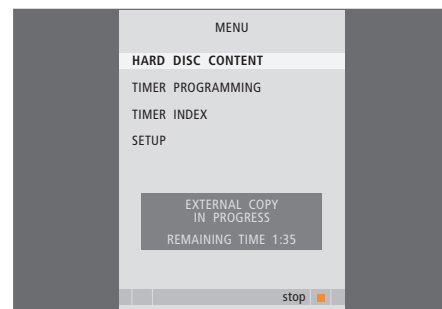 MENU
HARD DISC CONTENT
TIMER PROGRAMMING
TIMER INDEX
SETUP
EXTERNAL COPY
IN PROGRESS
REMAINING TIME 1:35
stop